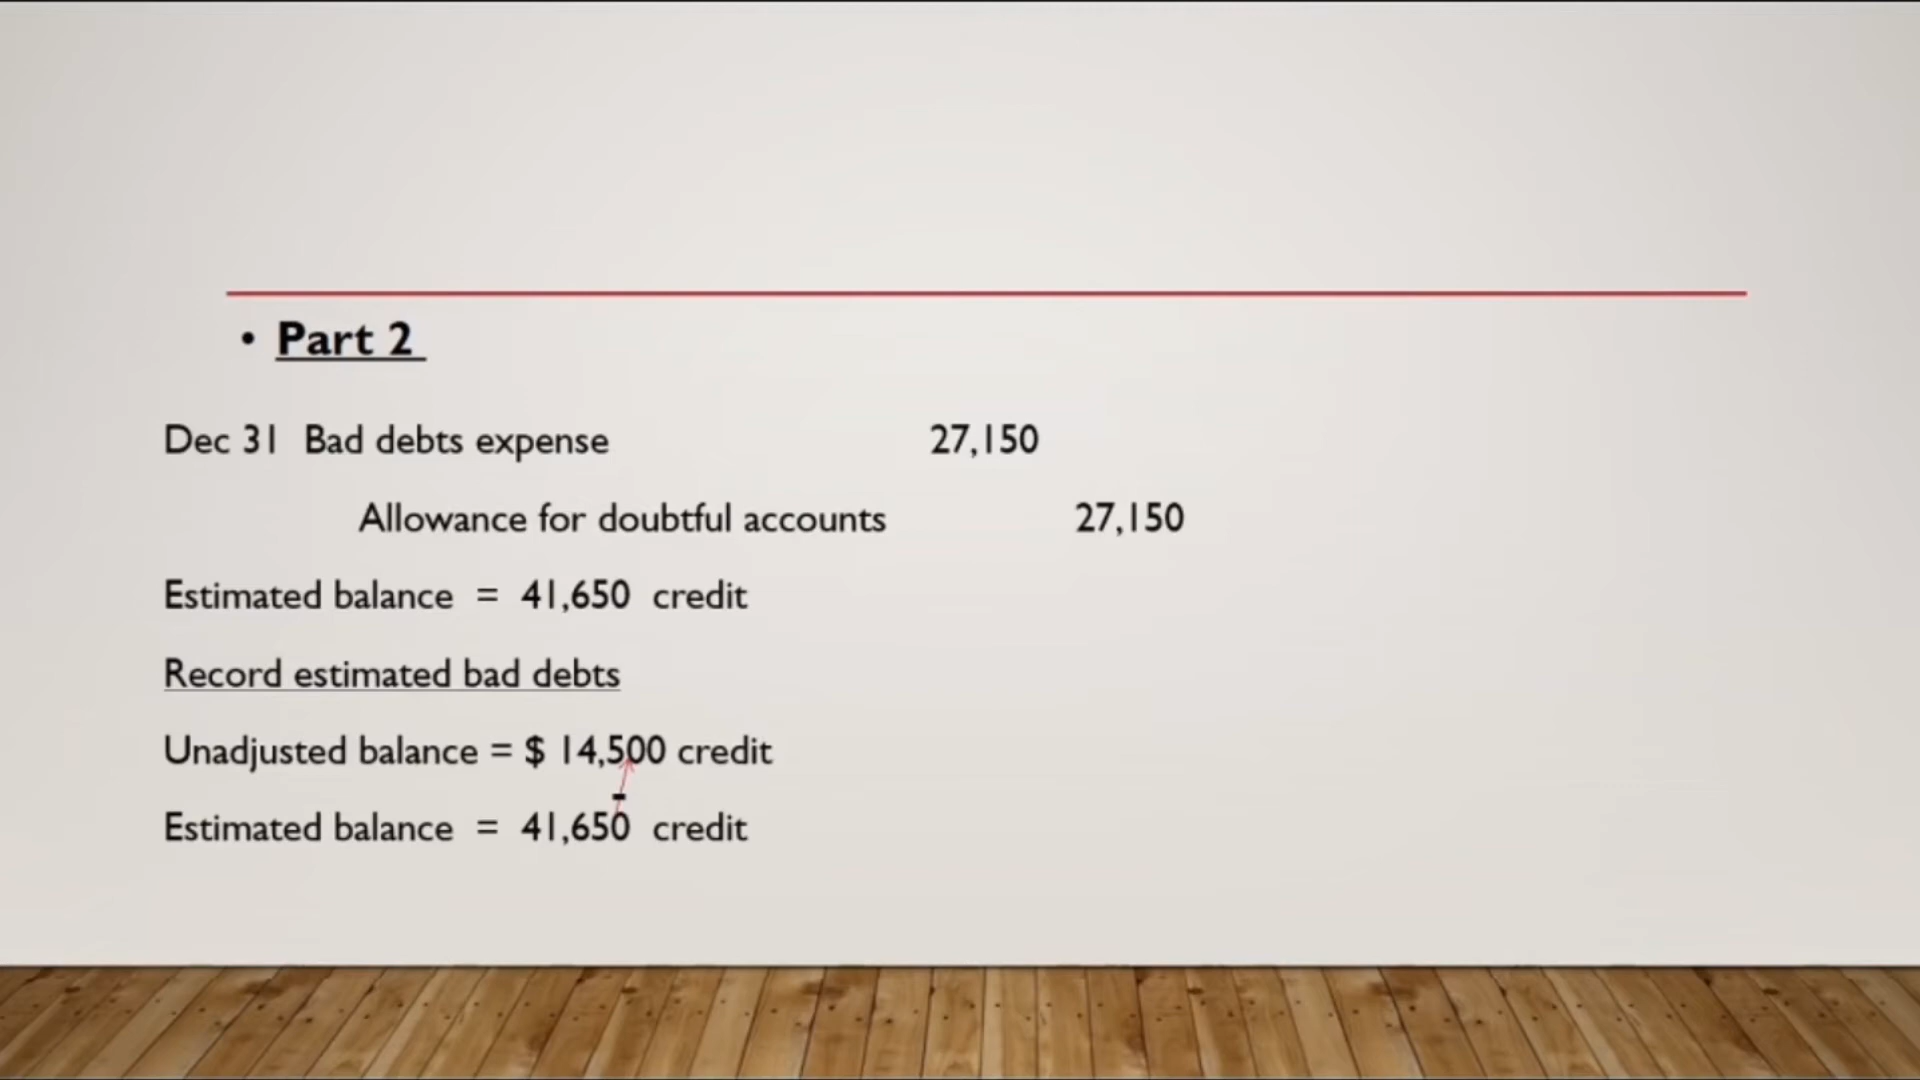 • Part 2
Dec 31 Bad debts expense 27,150
Allowance for doubtful accounts 27,150
Estimated balance = 41,650 credit
Record estimated bad debts
Unadjusted balance = $ 14,500 credit
-
Estimated balance = 41,650 credit